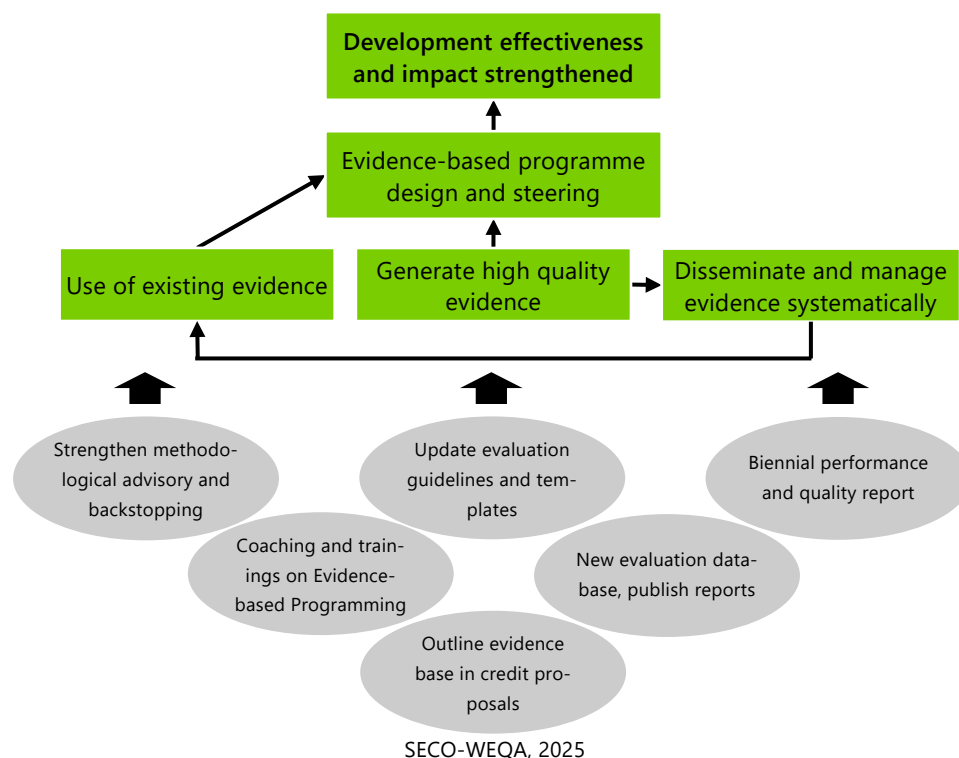 Development effectiveness
and impact strengthened
Evidence-based programme
design and steering
Use of existing evidence
Generate high quality
evidence
Disseminate and manage
evidence systematically
Strengthen methodo-
logical advisory and
backstopping
Update evaluation
guidelines and tem-
plates
Biennial performance
and quality report
Coaching and train-
ings on Evidence-
based Programming
New evaluation data-
base, publish reports
Outline evidence
base in credit pro-
posals
SECO-WEQA, 2025